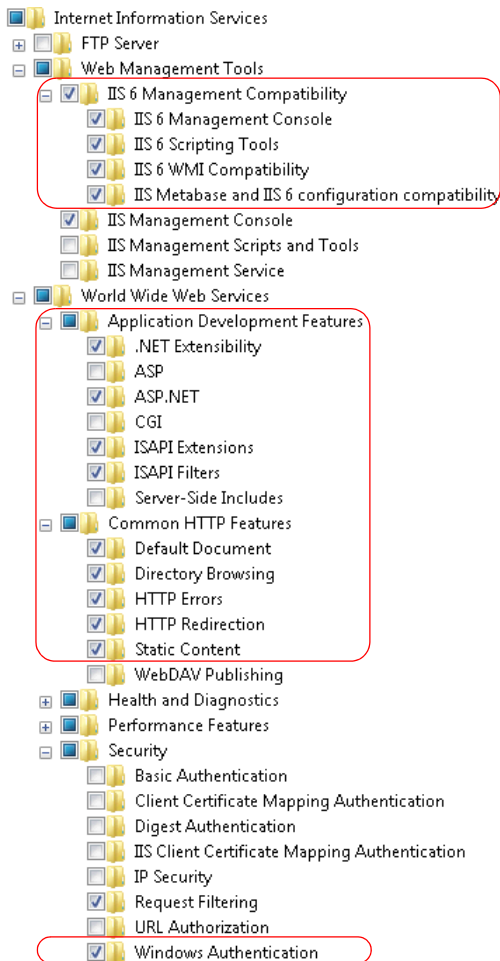 Internet Information Services
FTP Server
Web Management Tools
IIS 6 Management Compatibility
IIS 6 Management Console
IIS 6 Scripting Tools
IIS 6 WMI Compatibility
IIS Metabase and IIS 6 configuration compatibility
IIS Management Console
IIS Management Scripts and Tools
IIS Management Service
World Wide Web Services
Application Development Features
.NET Extensibility
ASP
ASP.NET
CGI
ISAPI Extensions
ISAPI Filters
Server-Side Includes
Common HTTP Features
Default Document
Directory Browsing
HTTP Errors
HTTP Redirection
Static Content
WebDAV Publishing
Health and Diagnostics
Performance Features
Security
Basic Authentication
Client Certificate Mapping Authentication
Digest Authentication
IIS Client Certificate Mapping Authentication
IP Security
Request Filtering
URL Authorization
Windows Authentication